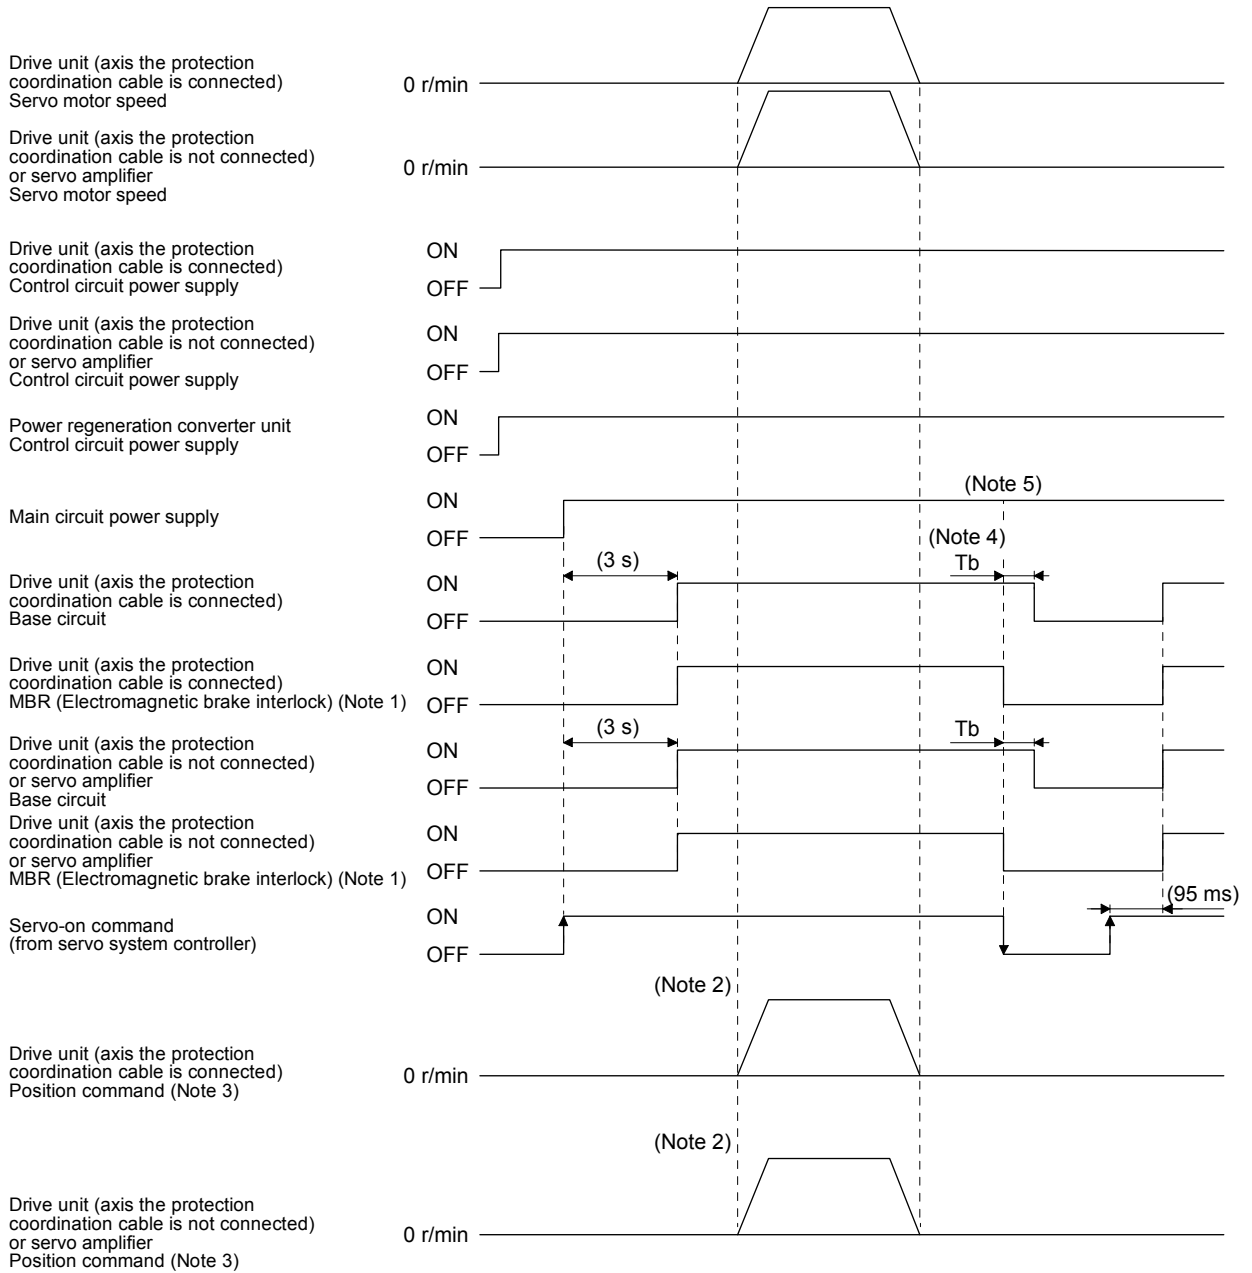 Drive unit (axis the protection
coordination cable is connected)
Servo motor speed
0 r/min
Drive unit (axis the protection
coordination cable is not connected)
or servo amplifier
Servo motor speed
0 r/min
Drive unit (axis the protection
coordination cable is connected)
Control circuit power supply
ON
OFF
Drive unit (axis the protection
coordination cable is not connected)
or servo amplifier
Control circuit power supply
ON
OFF
Power regeneration converter unit
Control circuit power supply
ON
OFF
Main circuit power supply
ON
OFF
(Note 5)
Drive unit (axis the protection
coordination cable is connected)
Base circuit
ON
OFF
(3 s)
(Note 4)
Tb
Drive unit (axis the protection
coordination cable is connected)
MBR (Electromagnetic brake interlock) (Note 1)
ON
OFF
Drive unit (axis the protection
coordination cable is not connected)
or servo amplifier
Base circuit
ON
OFF
(3 s)
Tb
Drive unit (axis the protection
coordination cable is not connected)
or servo amplifier
MBR (Electromagnetic brake interlock) (Note 1)
ON
OFF
Servo-on command
(from servo system controller)
ON
OFF
(95 ms)
Drive unit (axis the protection
coordination cable is connected)
Position command (Note 3)
0 r/min
(Note 2)
Drive unit (axis the protection
coordination cable is not connected)
or servo amplifier
Position command (Note 3)
0 r/min
(Note 2)